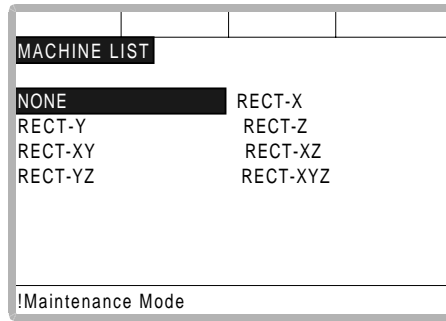 MACHINE LIST
NONE RECT-X
RECT-Y RECT-Z
RECT-XY RECT-XZ
RECT-YZ RECT-XYZ
!Maintenance Mode